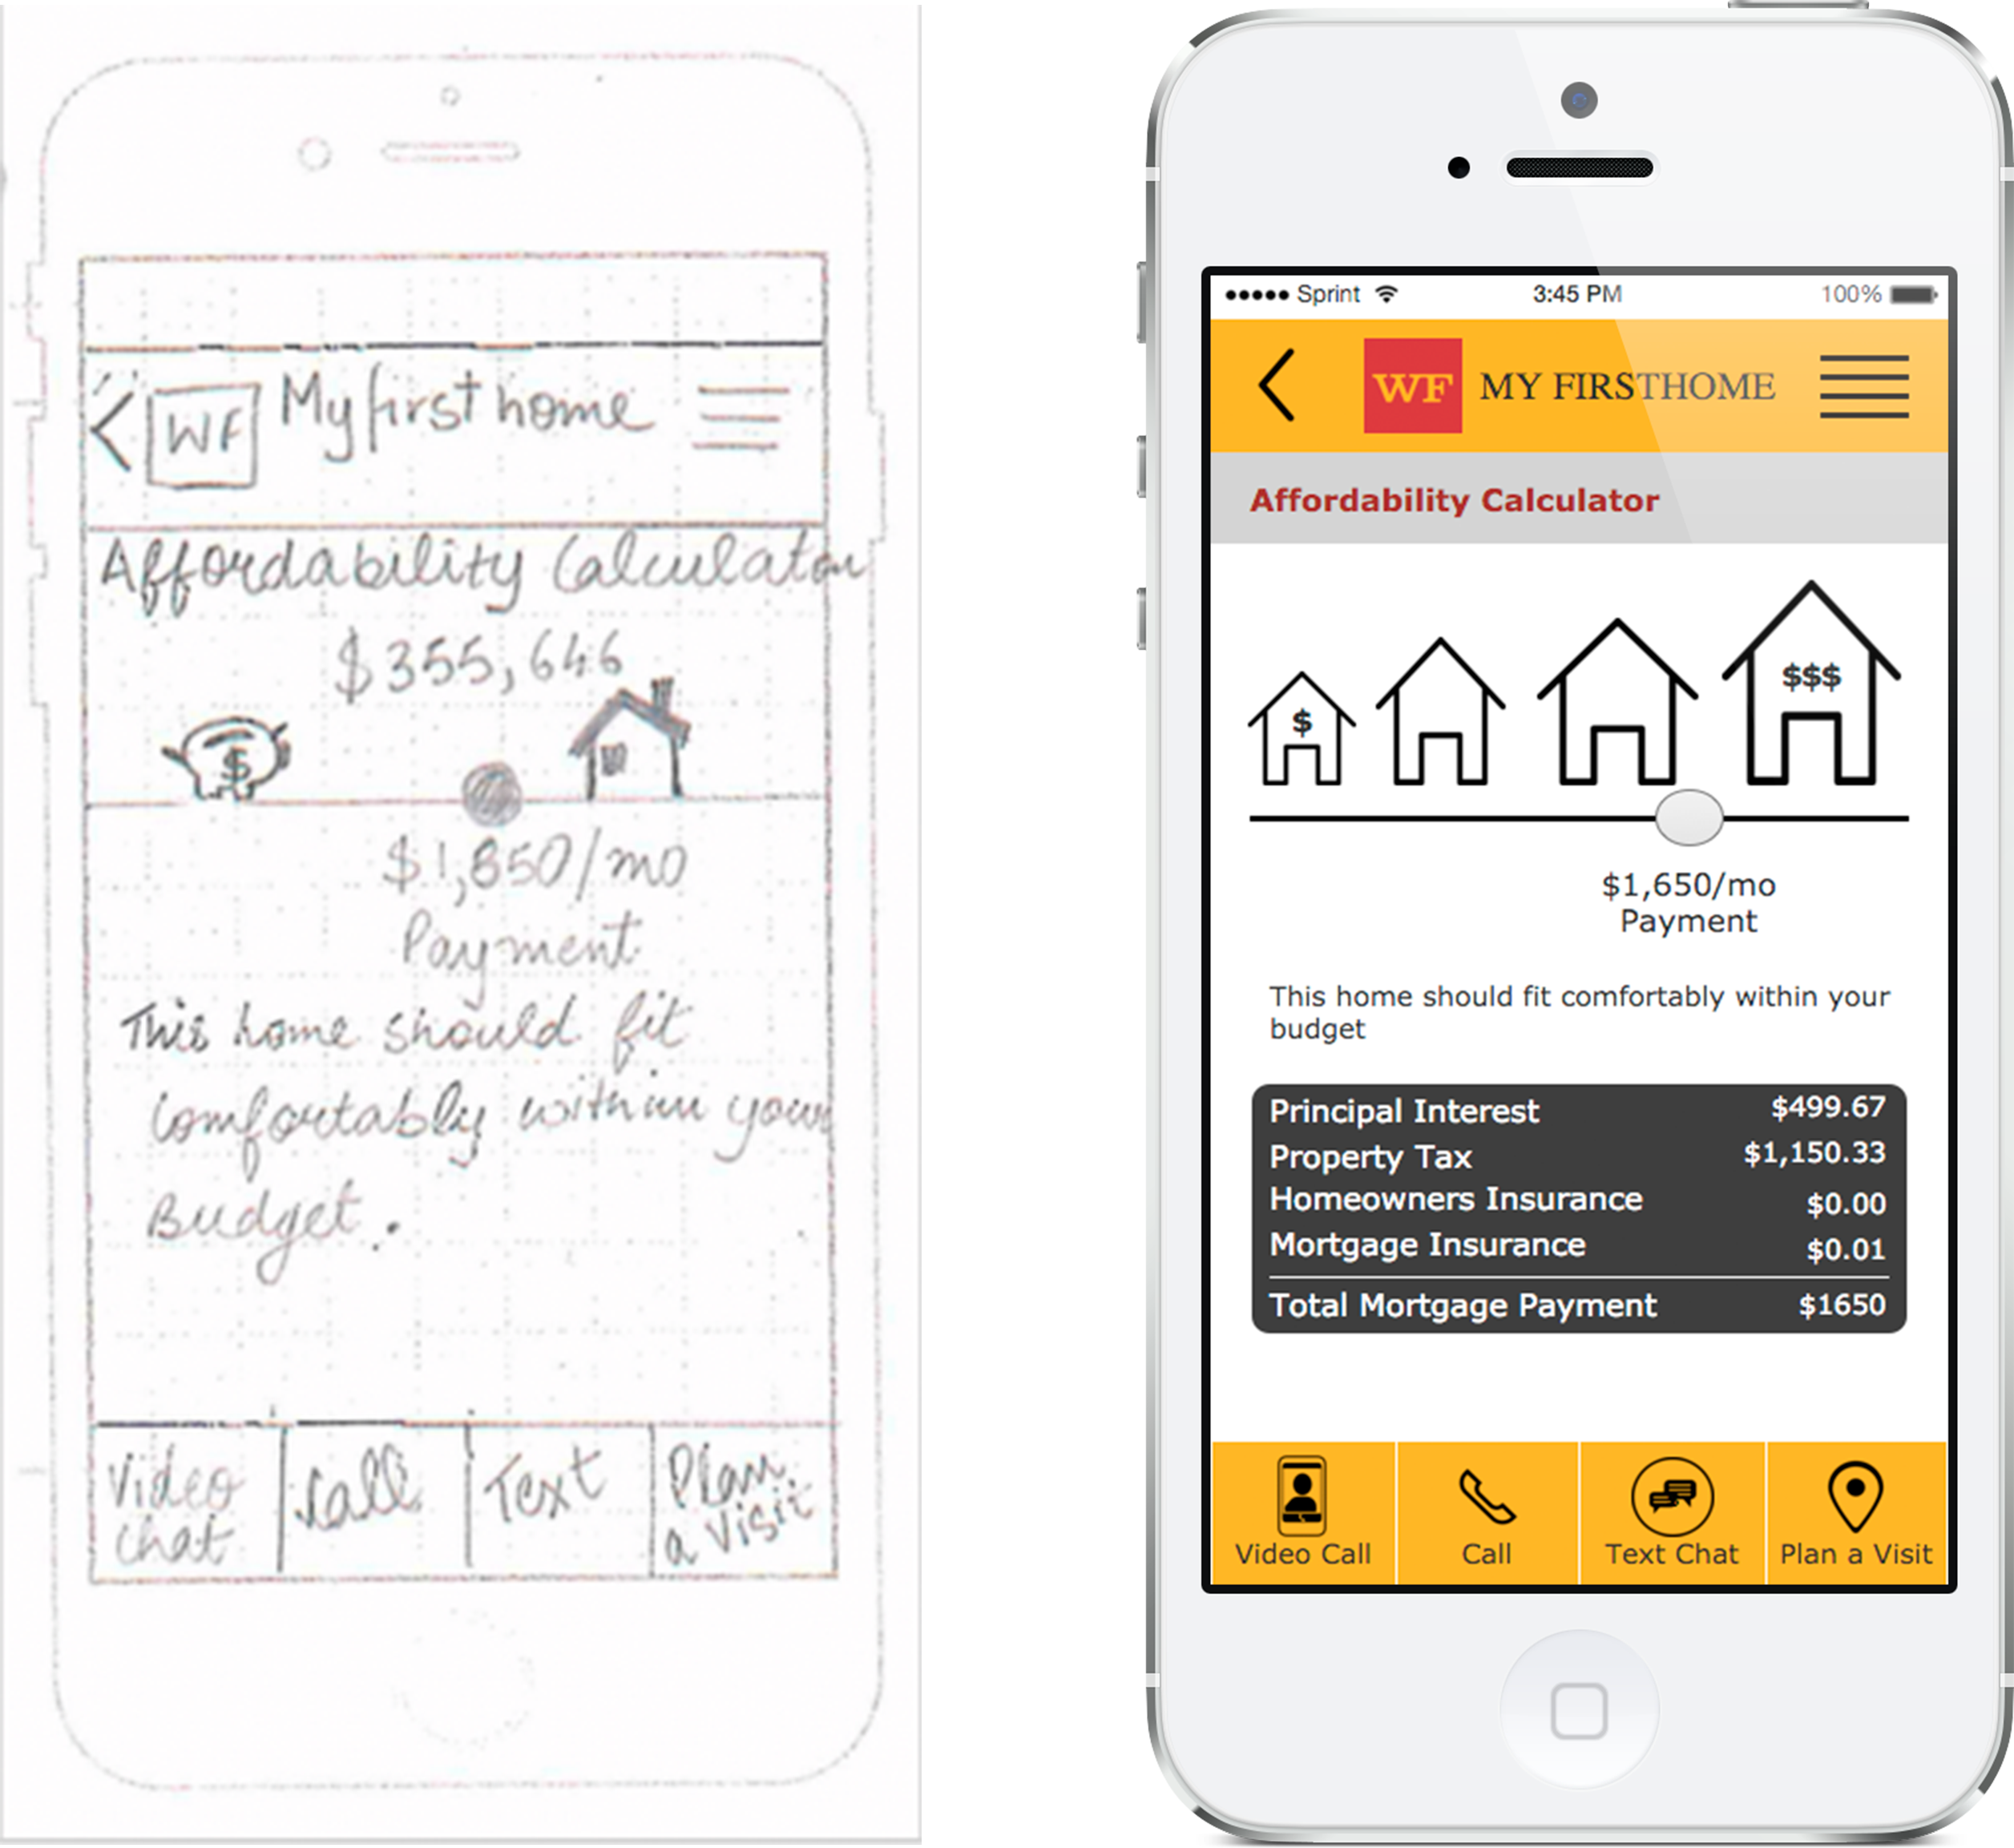 WF My first home
Affordability Calculator
$355,646
$
$1,850/mo
Payment
This home should fit
comfortably within your
Budget.
Video
chat
Call
Text
Plan
a Visit
Sprint 3:45 PM 100%
WF MY FIRSTHOME
Affordability Calculator
$ $$$
$1,650/mo
Payment
This home should fit comfortably within your
budget
Principal Interest $499.67
Property Tax $1,150.33
Homeowners Insurance $0.00
Mortgage Insurance $0.01
Total Mortgage Payment $1650
Video Call Call Text Chat Plan a Visit